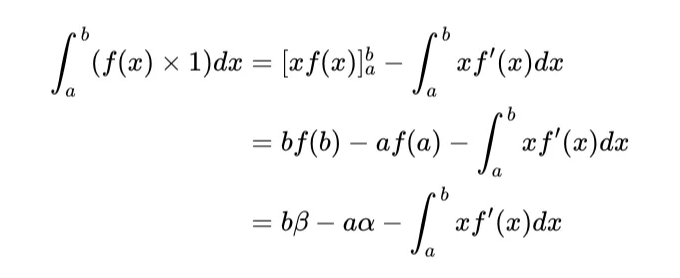 ∫_a^b (f(x) × 1)dx = [xf(x)]_a^b − ∫_a^b xf′(x)dx
= bf(b) − af(a) − ∫_a^b xf′(x)dx
= bβ − aα − ∫_a^b xf′(x)dx